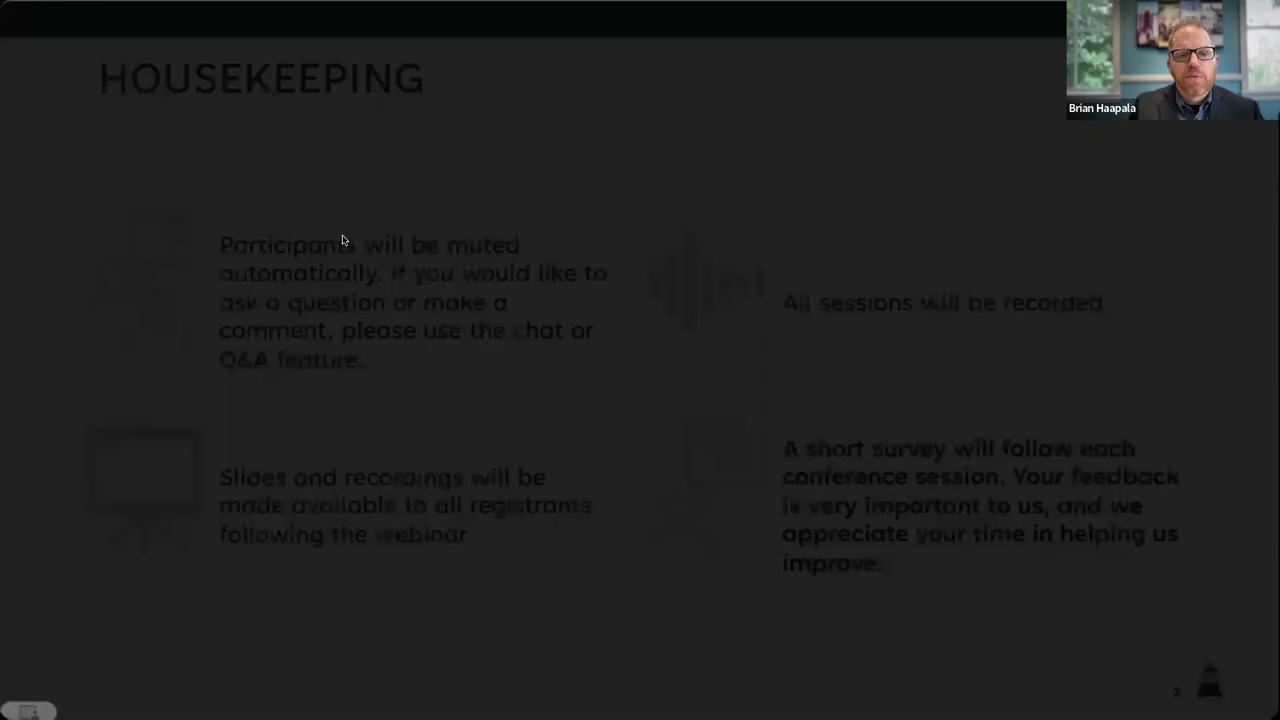 HOUSEKEEPING
Brian Haapala
Participants will be muted
automatically. If you would like to
ask a question or make a
comment, please use the chat or
Q&A feature.
All sessions will be recorded
Slides and recordings will be
made available to all registrants
following the webinar
A short survey will follow each
conference session. Your feedback
is very important to us, and we
appreciate your time in helping us
improve.
2